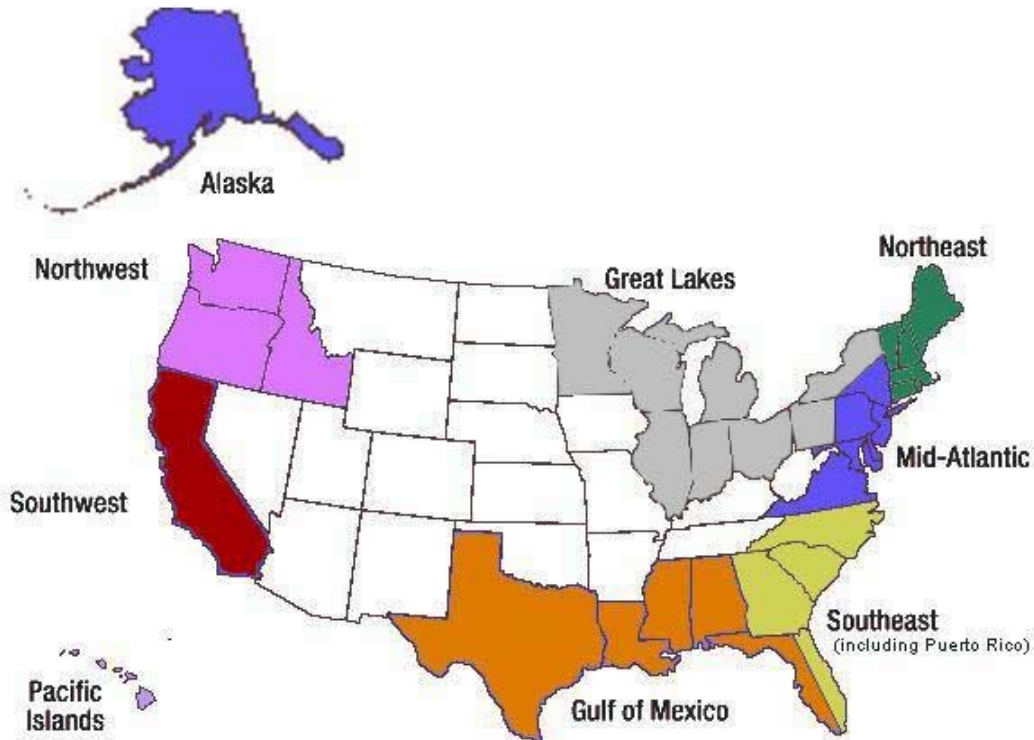 Alaska
Northwest
Great Lakes
Northeast
Mid-Atlantic
Southwest
Southeast
(including Puerto Rico)
Pacific
Islands
Gulf of Mexico